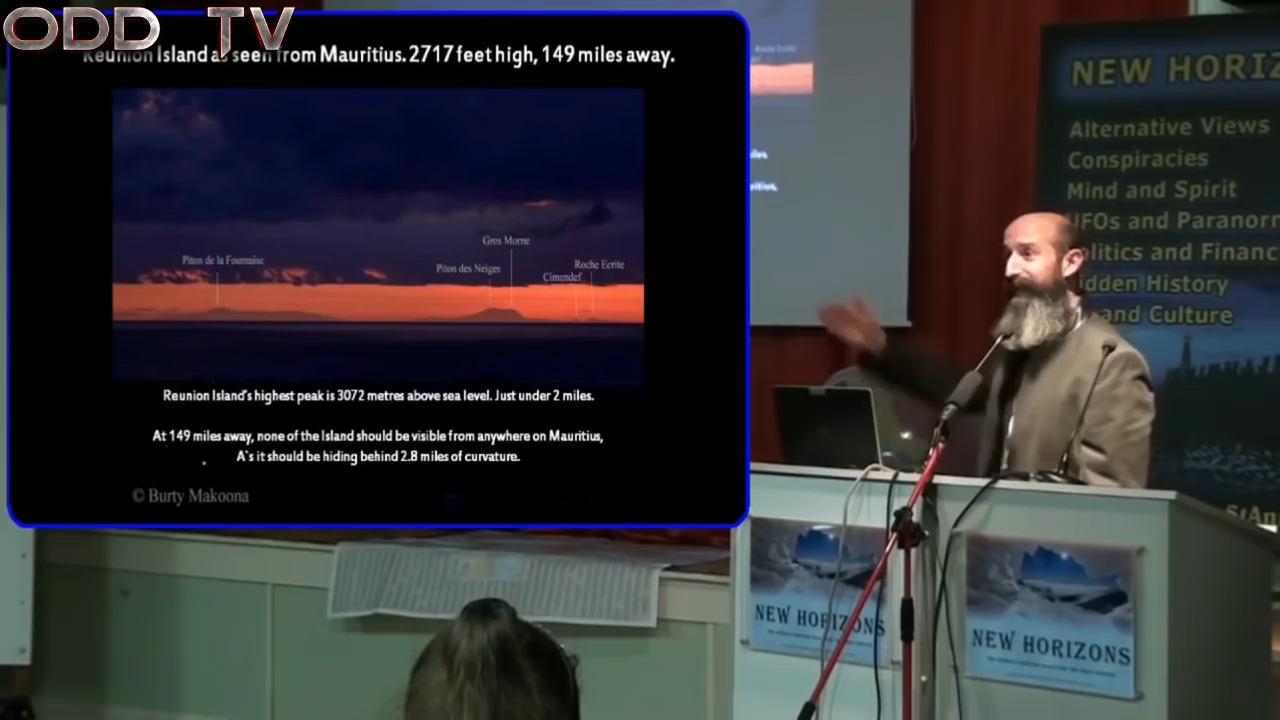 ODD TV
Reunion Island as seen from Mauritius. 2717 feet high, 149 miles away.
Gros Morne
Piton de la Fournaise
Piton des Neiges
Roche Ecrite
Cimendef
Reunion Island's highest peak is 3072 metres above sea level. Just under 2 miles.
At 149 miles away, none of the Island should be visible from anywhere on Mauritius,
A`s it should be hiding behind 2.8 miles of curvature.
© Burty Makoona
NEW HORIZ
Alternative Views
Conspiracies
Mind and Spirit
UFOs and Paranorm
olitics and Financ
idden History
and Culture
StAn
NEW HORIZONS
NEW HORIZONS